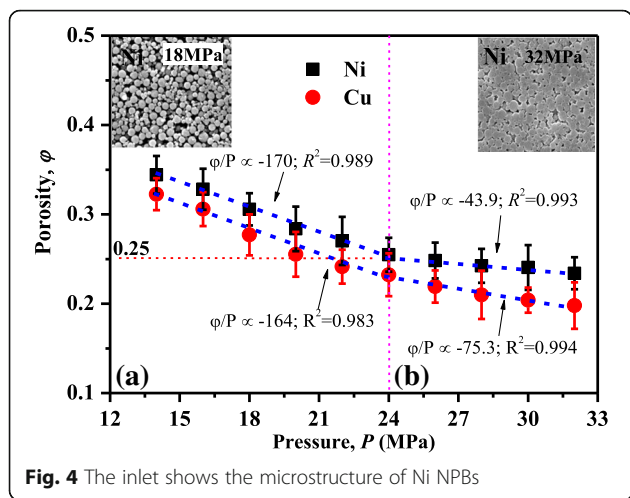 0.5
0.4
0.3
0.2
0.1
Porosity, φ
Ni 18MPa
Ni
Cu
Ni 32MPa
φ/P ∝ -170; R²=0.989
φ/P ∝ -43.9, R²=0.993
0.25
φ/P ∝ -164; R²=0.983
φ/P ∝ -75.3; R²=0.994
(a)
(b)
12 15 18 21 24 27 30 33
Pressure, P (MPa)
Fig. 4 The inlet shows the microstructure of Ni NPBs